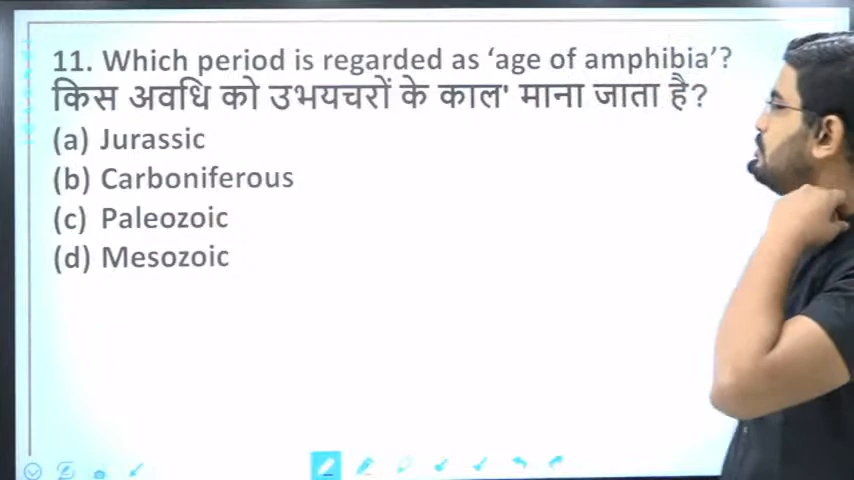 11. Which period is regarded as ‘age of amphibia’?
किस अवधि को उभयचरों के काल' माना जाता है?
(a) Jurassic
(b) Carboniferous
(c) Paleozoic
(d) Mesozoic